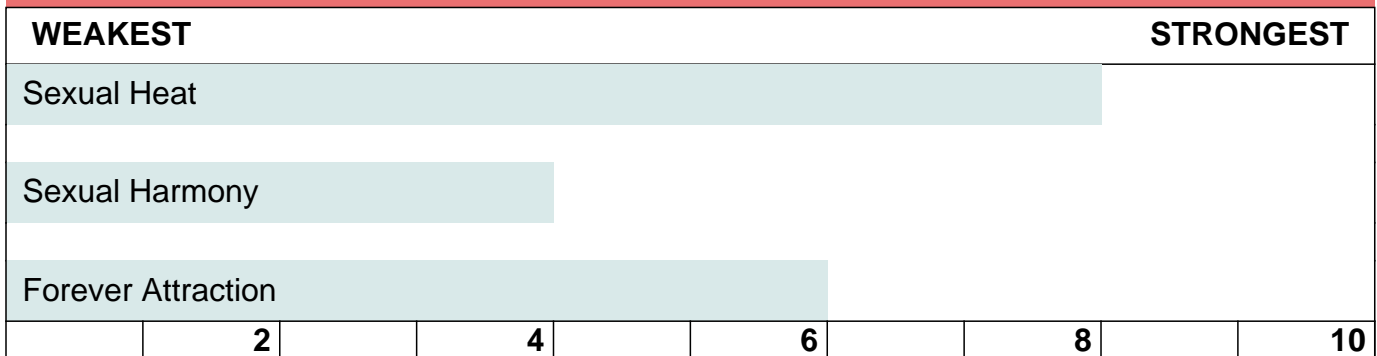 WEAKEST STRONGEST
Sexual Heat
Sexual Harmony
Forever Attraction
2 4 6 8 10